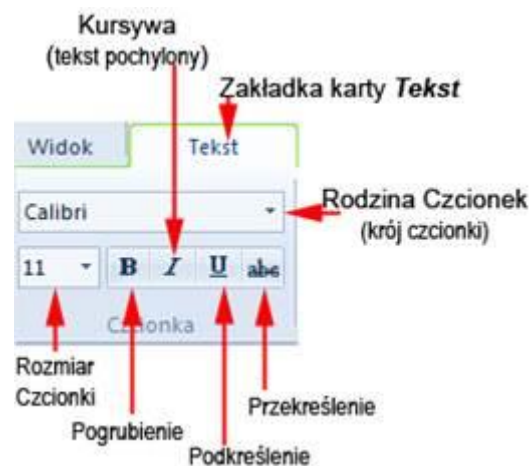 Kursywa
(tekst pochylony)
Zakładka karty Tekst
Widok
Tekst
Calibri
Rodzina Czcionek
(krój czcionki)
11
B I U abc
Czcionka
Rozmiar
Czcionki
Pogrubienie
Podkreślenie
Przekreślenie